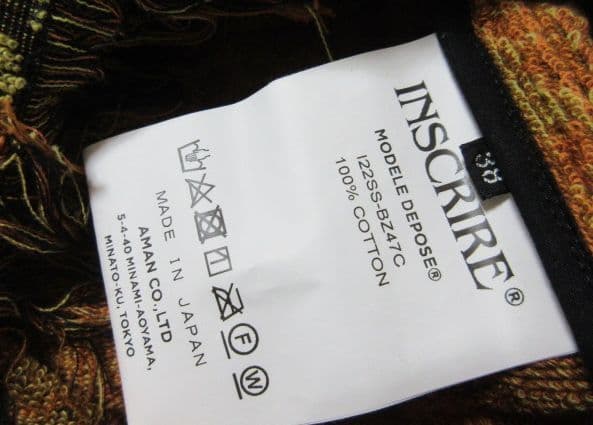 INSCRIRE®
38
MODELE DEPOSE®
I22SS-BZ47C
100% COTTON
F
W
MADE IN JAPAN
AMAN CO.,LTD
5-4-40 MINAMI-AOYAMA,
MINATO-KU, TOKYO